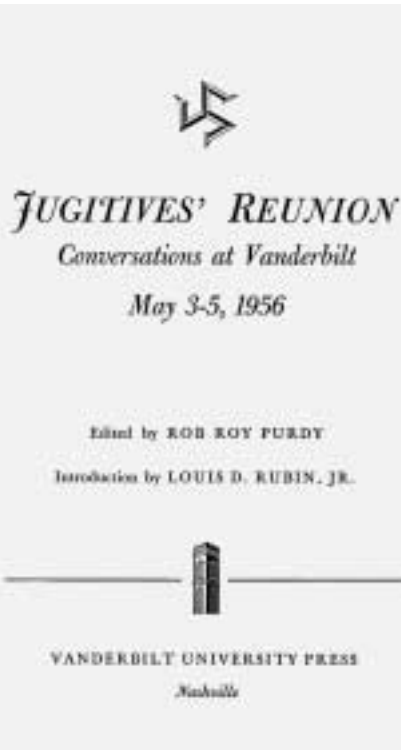 FUGITIVES' REUNION
Conversations at Vanderbilt
May 3-5, 1956
Edited by ROB ROY PURDY
Introduction by LOUIS D. RUBIN, JR.
VANDERBILT UNIVERSITY PRESS
Nashville